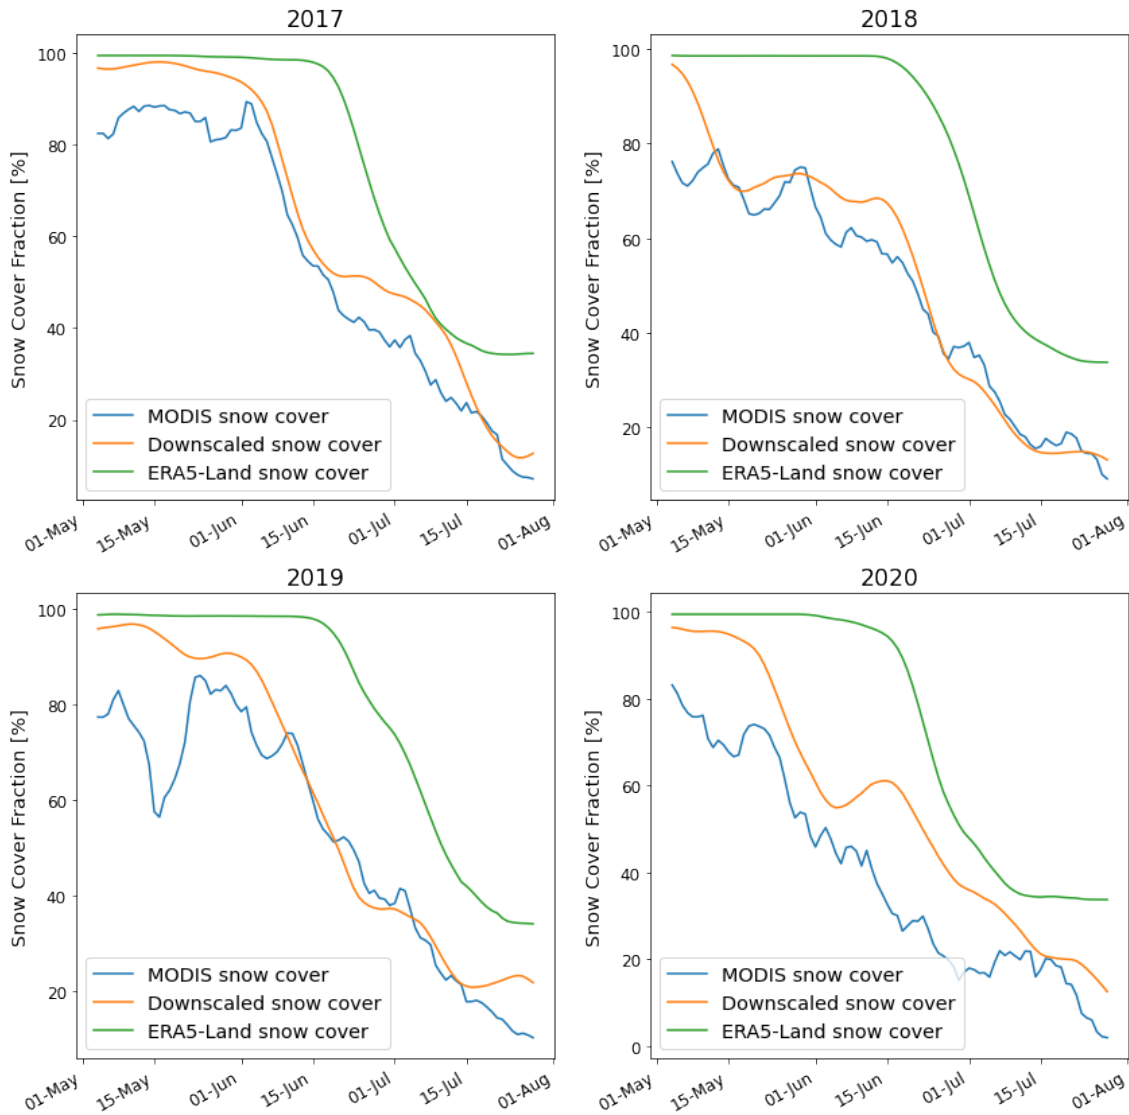 2017
Snow Cover Fraction [%]
100
80
60
40
20
MODIS snow cover
Downscaled snow cover
ERA5-Land snow cover
01-May
15-May
01-Jun
15-Jun
01-Jul
15-Jul
01-Aug
2018
Snow Cover Fraction [%]
100
80
60
40
20
MODIS snow cover
Downscaled snow cover
ERA5-Land snow cover
01-May
15-May
01-Jun
15-Jun
01-Jul
15-Jul
01-Aug
2019
Snow Cover Fraction [%]
100
80
60
40
20
MODIS snow cover
Downscaled snow cover
ERA5-Land snow cover
01-May
15-May
01-Jun
15-Jun
01-Jul
15-Jul
01-Aug
2020
Snow Cover Fraction [%]
100
80
60
40
20
0
MODIS snow cover
Downscaled snow cover
ERA5-Land snow cover
01-May
15-May
01-Jun
15-Jun
01-Jul
15-Jul
01-Aug